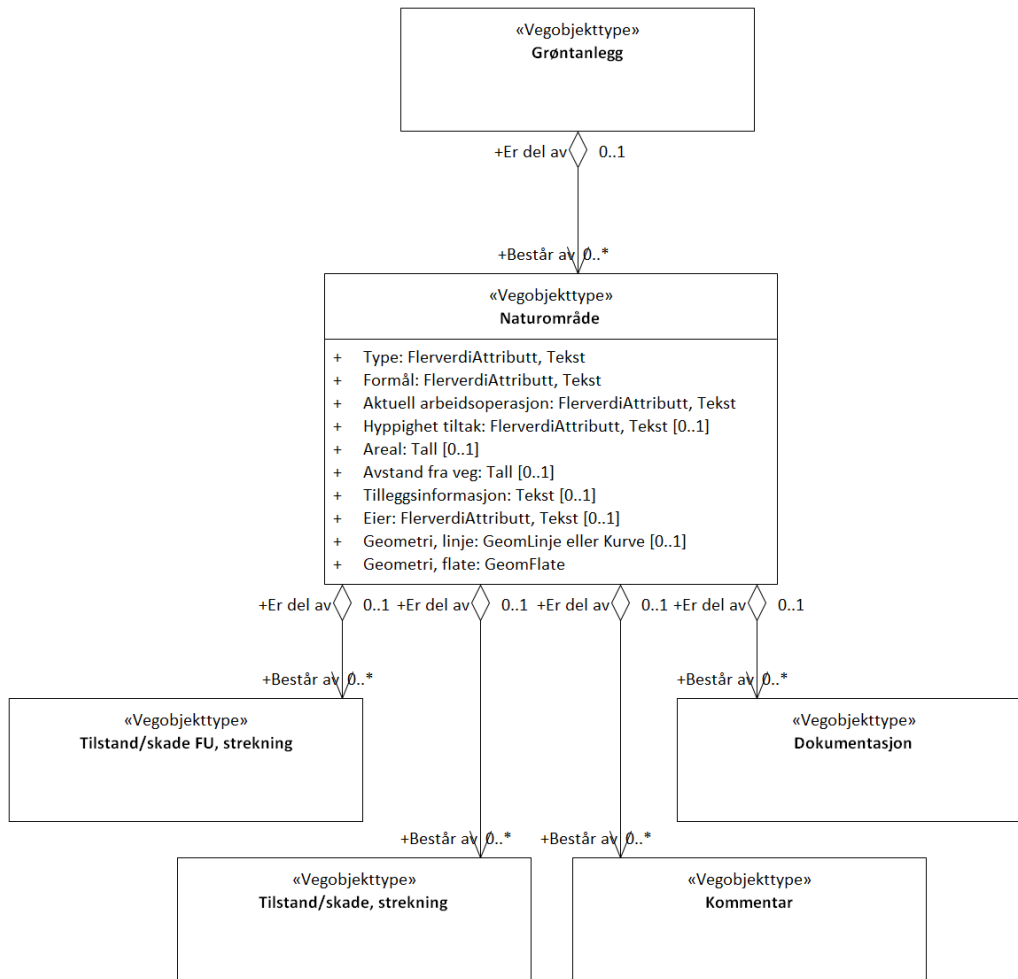 «Vegobjekttype»
Grøntanlegg
+Er del av 0..1
+Består av 0..*
«Vegobjekttype»
Naturområde
+ Type: FlerverdiAttributt, Tekst
+ Formål: FlerverdiAttributt, Tekst
+ Aktuell arbeidsoperasjon: FlerverdiAttributt, Tekst
+ Hyppighet tiltak: FlerverdiAttributt, Tekst [0..1]
+ Areal: Tall [0..1]
+ Avstand fra veg: Tall [0..1]
+ Tilleggsinformasjon: Tekst [0..1]
+ Eier: FlerverdiAttributt, Tekst [0..1]
+ Geometri, linje: GeomLinje eller Kurve [0..1]
+ Geometri, flate: GeomFlate
+Er del av 0..1 +Er del av 0..1 +Er del av 0..1 +Er del av 0..1
+Består av 0..* +Består av 0..*
«Vegobjekttype»
Tilstand/skade FU, strekning
«Vegobjekttype»
Dokumentasjon
+Består av 0..* +Består av 0..*
«Vegobjekttype»
Tilstand/skade, strekning
«Vegobjekttype»
Kommentar